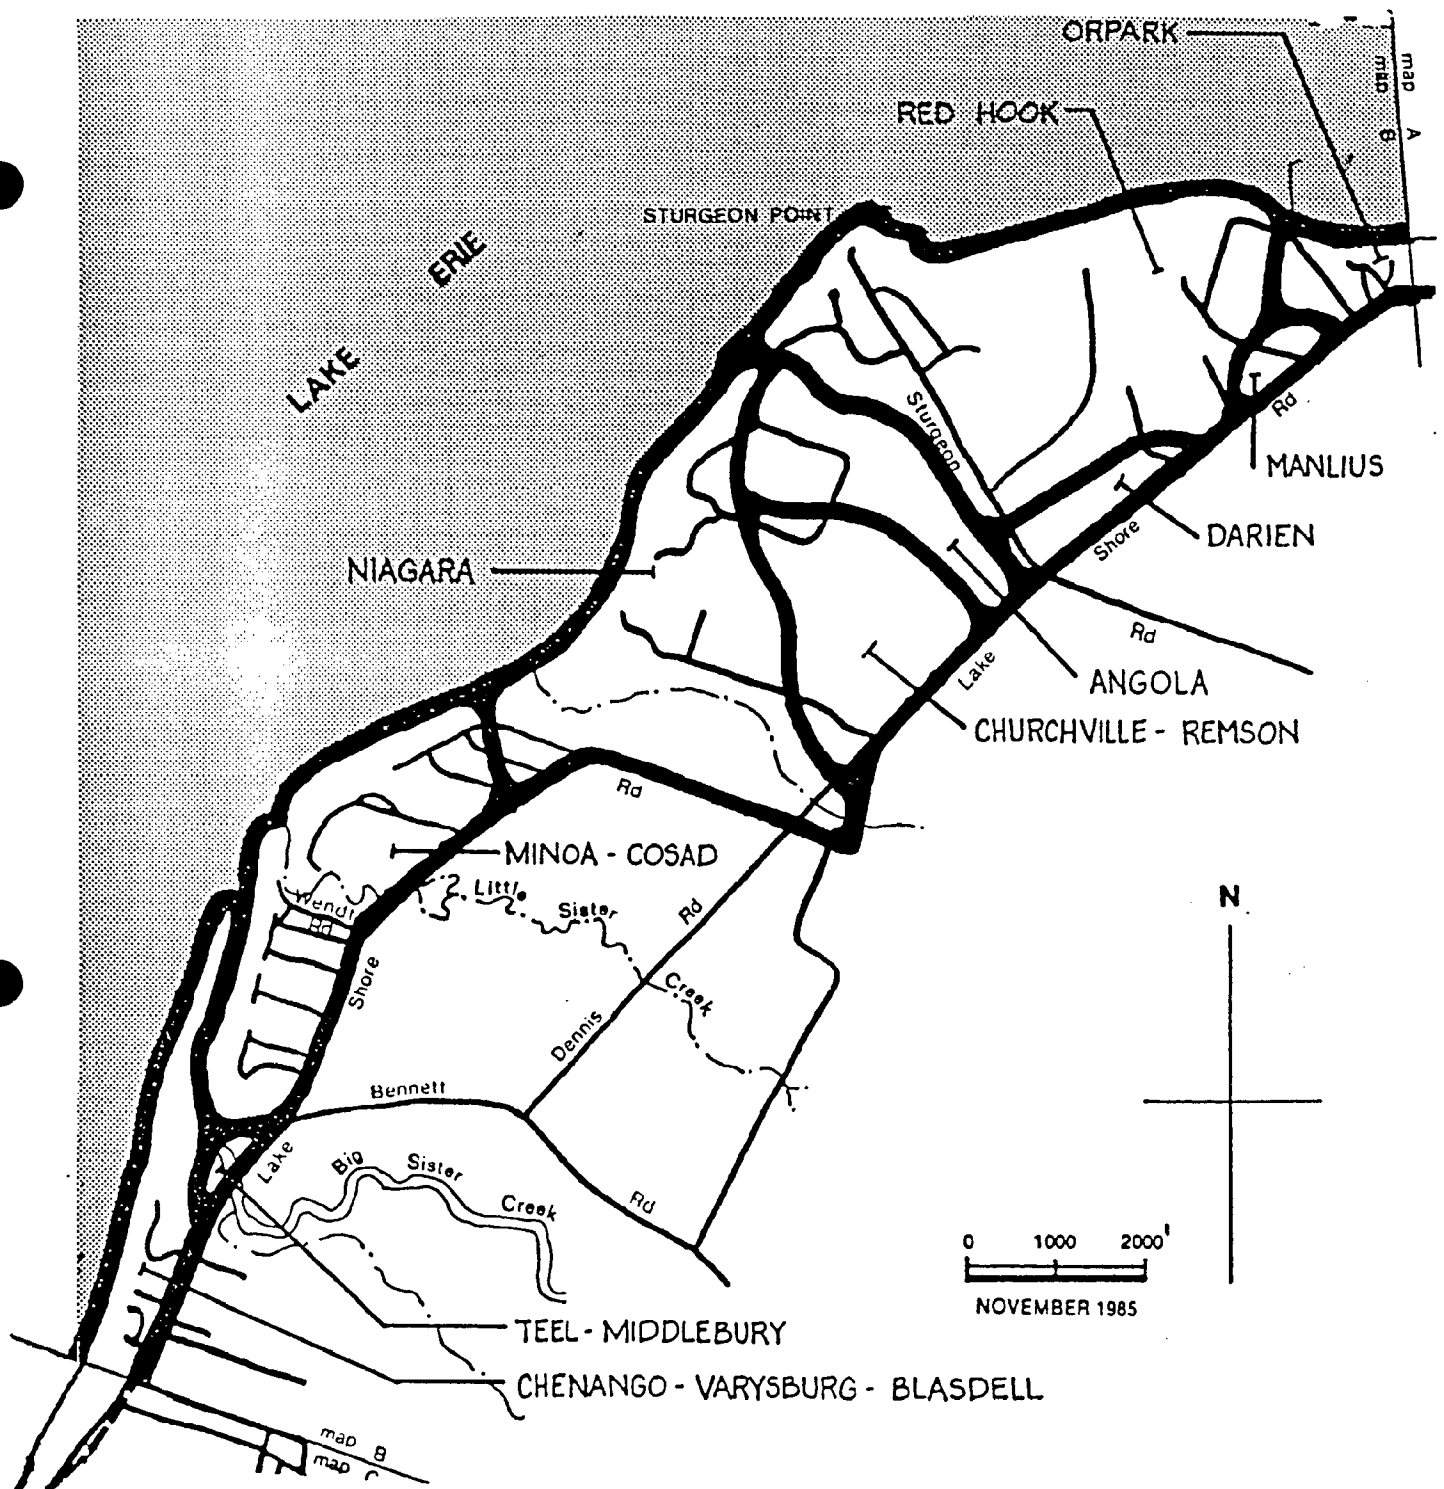 ORPARK
map A
map B
RED HOOK
STURGEON POINT
LAKE ERIE
Sturgeon
Rd
MANLIUS
DARIEN
Shore
NIAGARA
Rd
Lake
ANGOLA
CHURCHVILLE - REMSON
Rd
MINOA - COSAD
Wendt
Rd
Little
Sister
Creek
Rd
Dennis
N
Shore
Bennett
Rd
Lake
Big
Sister
Creek
0 1000 2000'
NOVEMBER 1985
TEEL - MIDDLEBURY
CHENANGO - VARYSBURG - BLASDELL
map B
map C